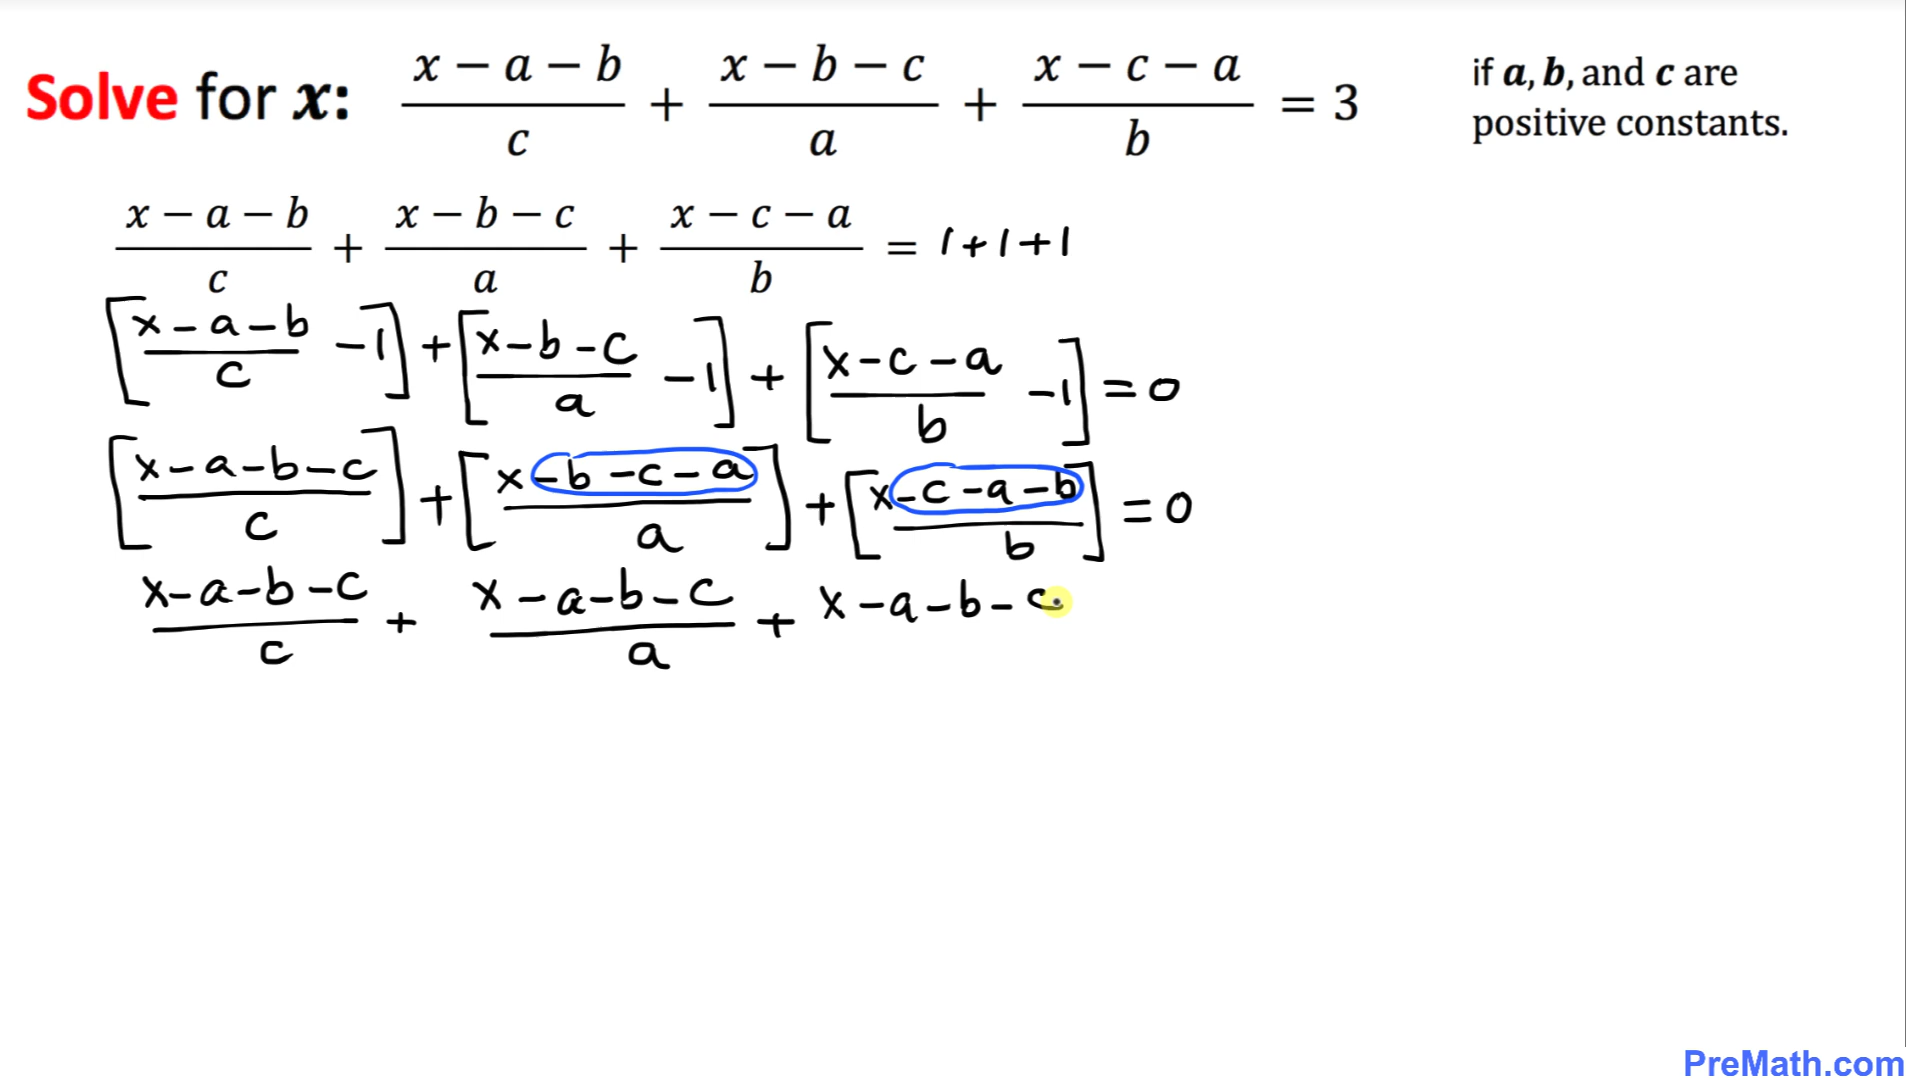 Solve for x: (x − a − b)/c + (x − b − c)/a + (x − c − a)/b = 3
if a, b, and c are
positive constants.
(x − a − b)/c + (x − b − c)/a + (x − c − a)/b = 1+1+1
[(x-a-b)/c -1] + [(x-b-c)/a -1] + [(x-c-a)/b -1] = 0
[(x-a-b-c)/c] + [(x-b-c-a)/a] + [(x-c-a-b)/b] = 0
(x-a-b-c)/c + (x-a-b-c)/a + x-a-b-c
PreMath.com